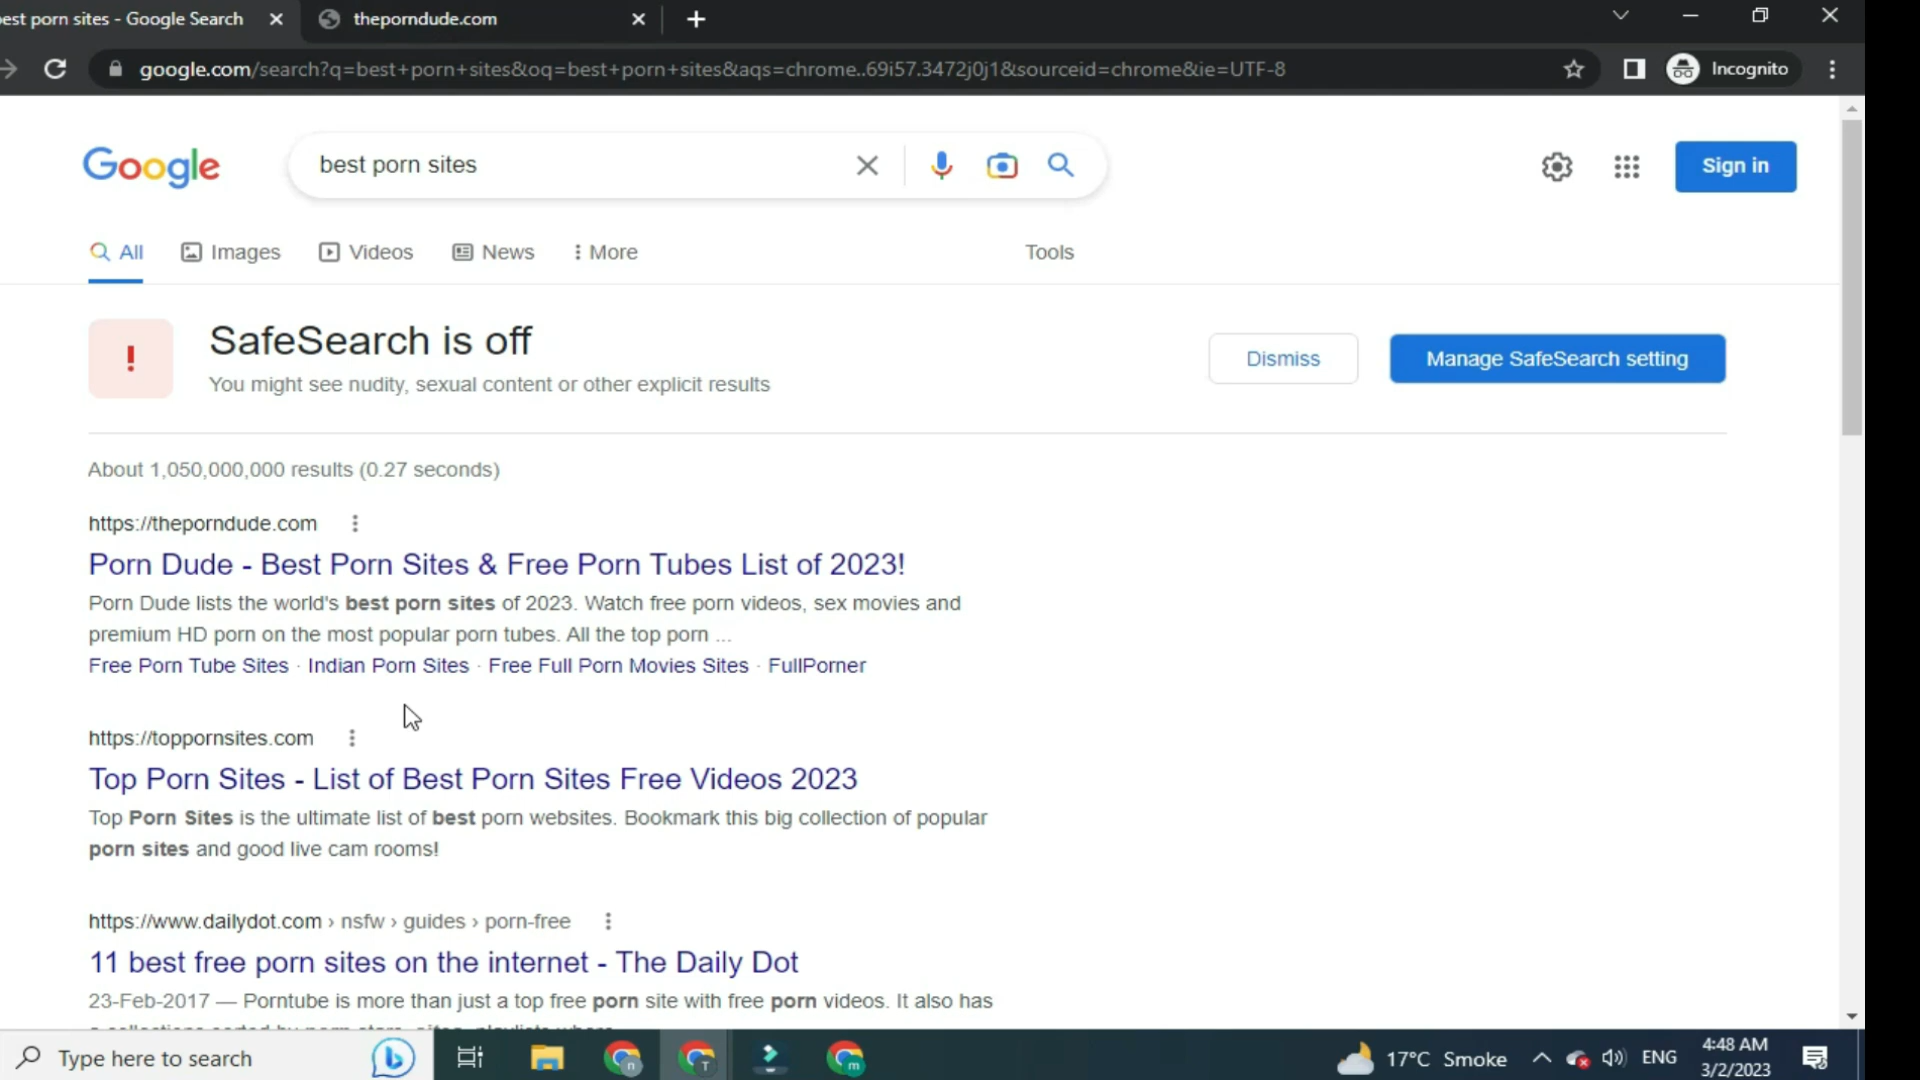 est porn sites - Google Search
theporndude.com
google.com/search?q=best+porn+sites&oq=best+porn+sites&aqs=chrome..69i57.3472j0j1&sourceid=chrome&ie=UTF-8
Incognito
Google
best porn sites
Sign in
All
Images
Videos
News
More
Tools
!
SafeSearch is off
You might see nudity, sexual content or other explicit results
Dismiss
Manage SafeSearch setting
About 1,050,000,000 results (0.27 seconds)
https://theporndude.com
Porn Dude - Best Porn Sites & Free Porn Tubes List of 2023!
Porn Dude lists the world's best porn sites of 2023. Watch free porn videos, sex movies and
premium HD porn on the most popular porn tubes. All the top porn ...
Free Porn Tube Sites · Indian Porn Sites · Free Full Porn Movies Sites · FullPorner
https://toppornsites.com
Top Porn Sites - List of Best Porn Sites Free Videos 2023
Top Porn Sites is the ultimate list of best porn websites. Bookmark this big collection of popular
porn sites and good live cam rooms!
https://www.dailydot.com › nsfw › guides › porn-free
11 best free porn sites on the internet - The Daily Dot
23-Feb-2017 — Porntube is more than just a top free porn site with free porn videos. It also has
Type here to search
n
T
m
17°C Smoke
ENG
4:48 AM
3/2/2023